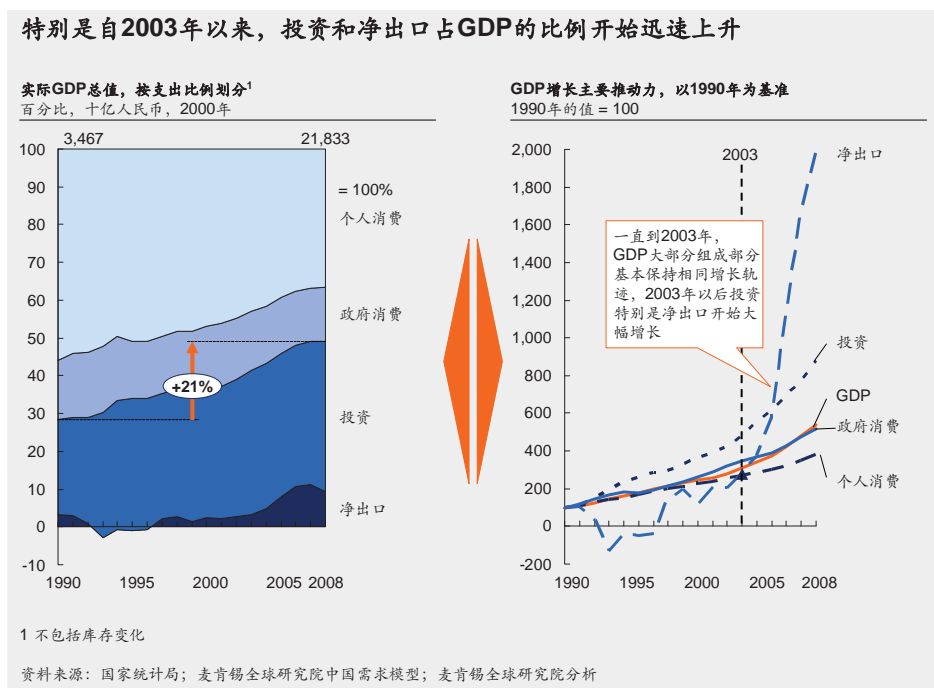 特别是自2003年以来，投资和净出口占GDP的比例开始迅速上升
实际GDP总值，按支出比例划分1
百分比，十亿人民币，2000年
3,467
21,833
100
90
80
70
60
50
40
30
20
10
0
-10
= 100%
个人消费
政府消费
+21%
投资
净出口
1990
1995
2000
2005
2008
GDP增长主要推动力，以1990年为基准
1990年的值 = 100
2,000
1,800
1,600
1,400
1,200
1,000
800
600
400
200
0
-200
2003
净出口
一直到2003年，
GDP大部分组成部分
基本保持相同增长轨
迹，2003年以后投资
特别是净出口开始大
幅增长
投资
GDP
政府消费
个人消费
1990
1995
2000
2005
2008
1 不包括库存变化
资料来源：国家统计局；麦肯锡全球研究院中国需求模型；麦肯锡全球研究院分析